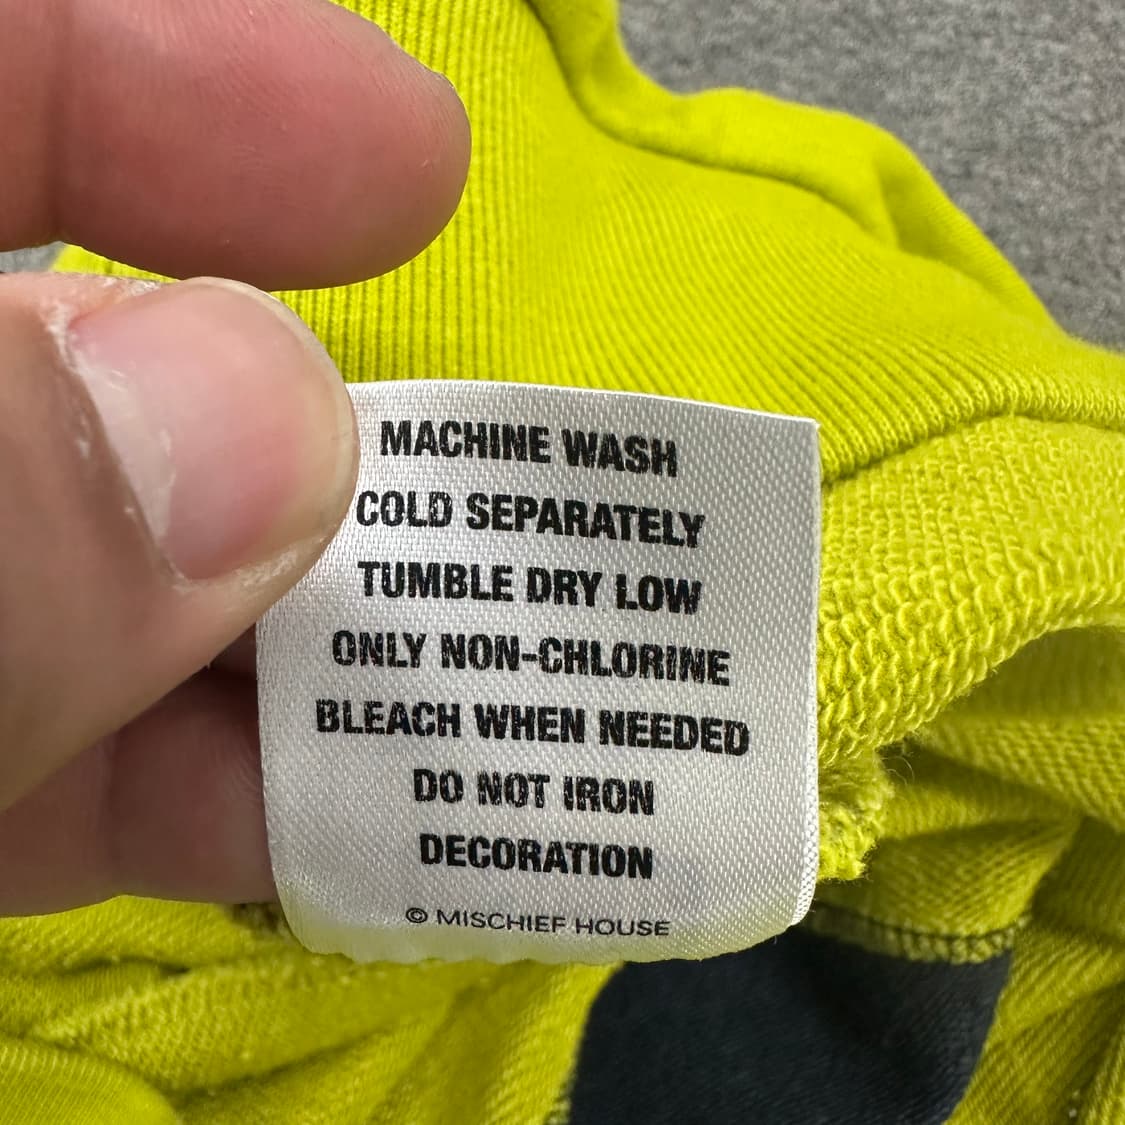 MACHINE WASH
COLD SEPARATELY
TUMBLE DRY LOW
ONLY NON-CHLORINE
BLEACH WHEN NEEDED
DO NOT IRON
DECORATION
© MISCHIEF HOUSE